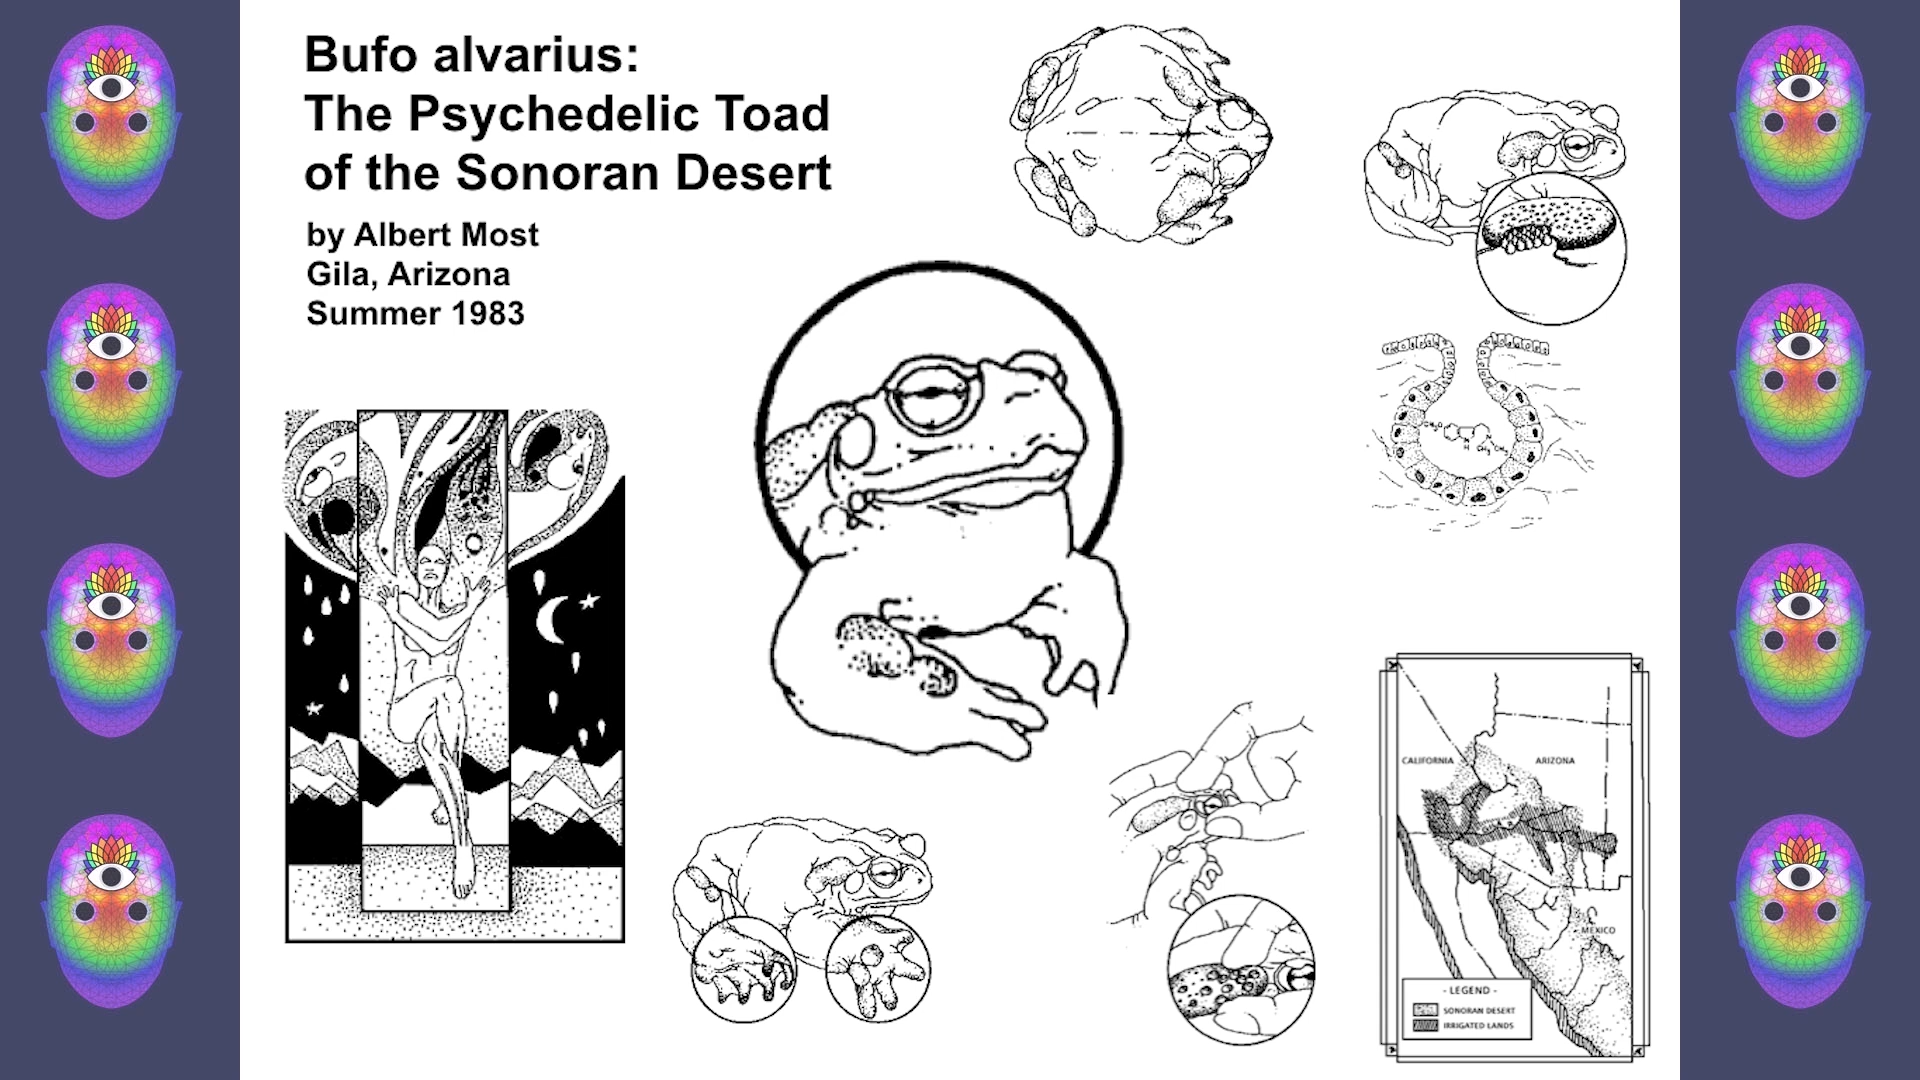 Bufo alvarius:
The Psychedelic Toad
of the Sonoran Desert
by Albert Most
Gila, Arizona
Summer 1983
CALIFORNIA
ARIZONA
MEXICO
- LEGEND -
SONORAN DESERT
IRRIGATED LANDS